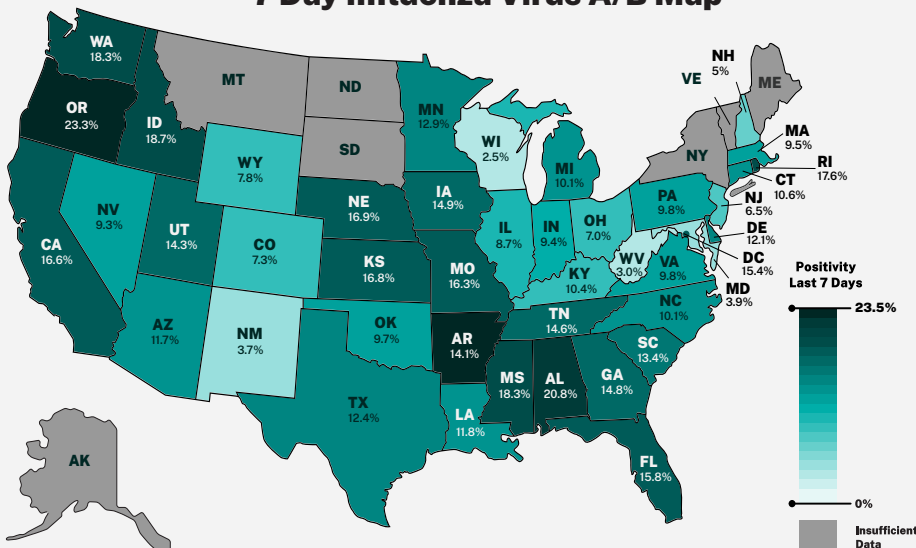 7 Day Influenza Virus A/B Map
WA
18.3%
OR
23.3%
ID
18.7%
MT
ND
SD
MN
12.9%
WI
2.5%
MI
10.1%
VE
NH
5%
ME
NY
MA
9.5%
RI
17.6%
CT
10.6%
NJ
6.5%
DE
12.1%
DC
15.4%
MD
3.9%
WY
7.8%
NV
9.3%
UT
14.3%
CO
7.3%
CA
16.6%
NE
16.9%
IA
14.9%
KS
16.8%
MO
16.3%
IL
8.7%
IN
9.4%
OH
7.0%
PA
9.8%
WV
3.0%
VA
9.8%
KY
10.4%
NC
10.1%
TN
14.6%
SC
13.4%
AZ
11.7%
NM
3.7%
OK
9.7%
AR
14.1%
MS
18.3%
AL
20.8%
GA
14.8%
TX
12.4%
LA
11.8%
FL
15.8%
AK
Positivity
Last 7 Days
23.5%
0%
Insufficient
Data